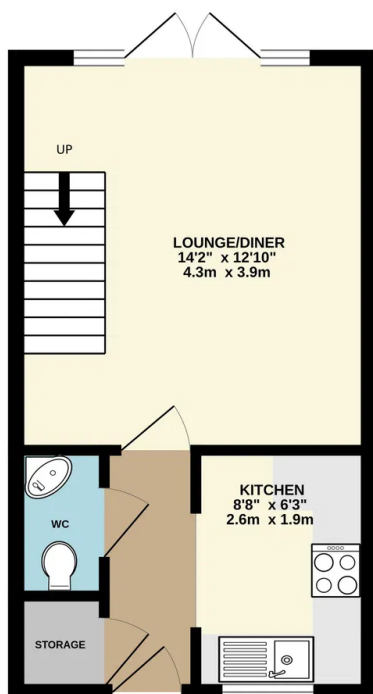 UP
LOUNGE/DINER
14'2" x 12'10"
4.3m x 3.9m
KITCHEN
8'8" x 6'3"
2.6m x 1.9m
WC
STORAGE